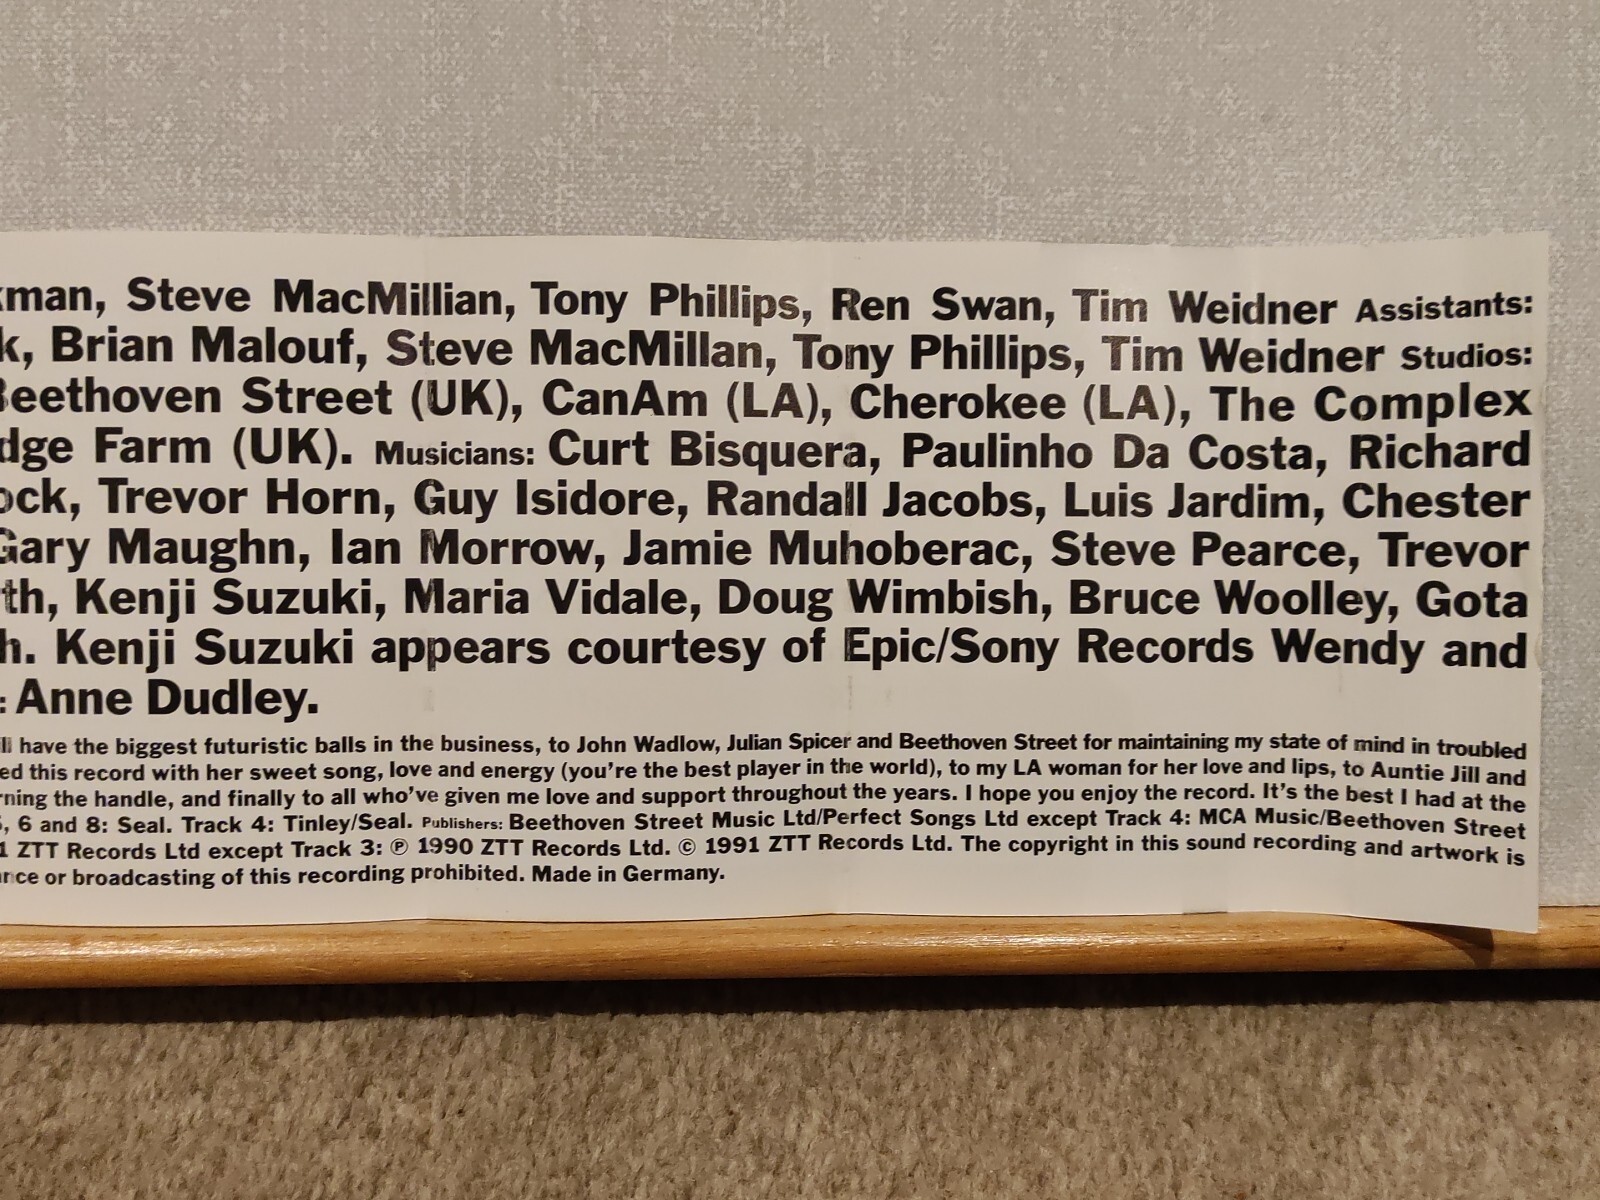 kman, Steve MacMillian, Tony Phillips, Ren Swan, Tim Weidner Assistants:
k, Brian Malouf, Steve MacMillan, Tony Phillips, Tim Weidner Studios:
Beethoven Street (UK), CanAm (LA), Cherokee (LA), The Complex
dge Farm (UK). Musicians: Curt Bisquera, Paulinho Da Costa, Richard
ock, Trevor Horn, Guy Isidore, Randall Jacobs, Luis Jardim, Chester
Gary Maughn, Ian Morrow, Jamie Muhoberac, Steve Pearce, Trevor
th, Kenji Suzuki, Maria Vidale, Doug Wimbish, Bruce Woolley, Gota
h. Kenji Suzuki appears courtesy of Epic/Sony Records Wendy and
: Anne Dudley.
ll have the biggest futuristic balls in the business, to John Wadlow, Julian Spicer and Beethoven Street for maintaining my state of mind in troubled
ed this record with her sweet song, love and energy (you're the best player in the world), to my LA woman for her love and lips, to Auntie Jill and
rning the handle, and finally to all who've given me love and support throughout the years. I hope you enjoy the record. It's the best I had at the
, 6 and 8: Seal. Track 4: Tinley/Seal. Publishers: Beethoven Street Music Ltd/Perfect Songs Ltd except Track 4: MCA Music/Beethoven Street
1 ZTT Records Ltd except Track 3: ℗ 1990 ZTT Records Ltd. © 1991 ZTT Records Ltd. The copyright in this sound recording and artwork is
nce or broadcasting of this recording prohibited. Made in Germany.